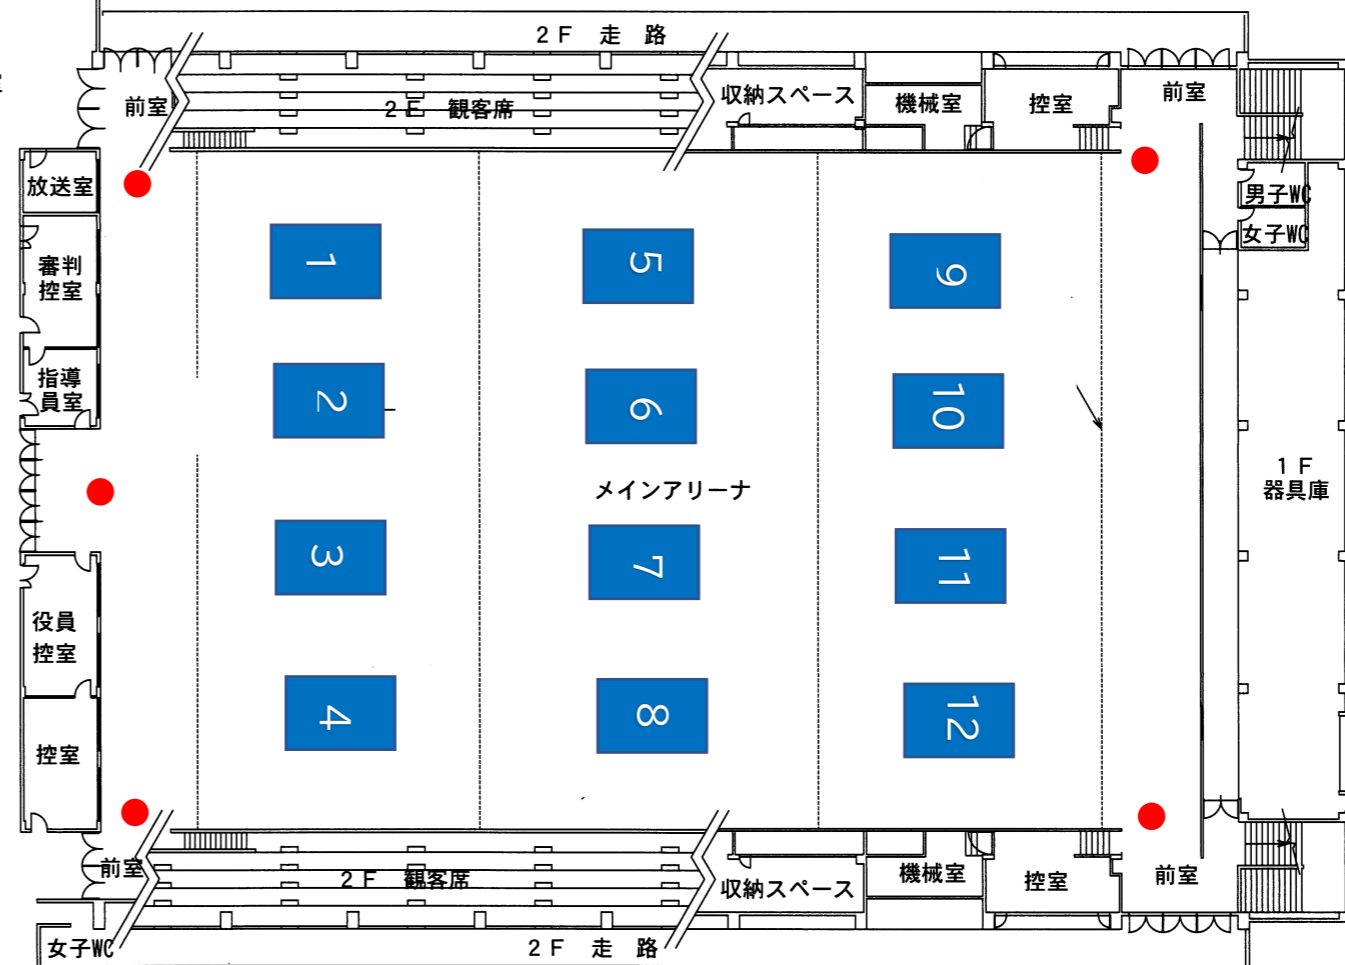 2F 走 路
前室
2F 観客席
収納スペース
機械室
控室
前室
放送室
男子WC
女子WC
審判
控室
指導
員室
1
5
9
2
6
10
メインアリーナ
1F
器具庫
3
7
11
役員
控室
4
8
12
控室
前室
2F 観客席
収納スペース
機械室
控室
前室
女子WC
2F 走 路